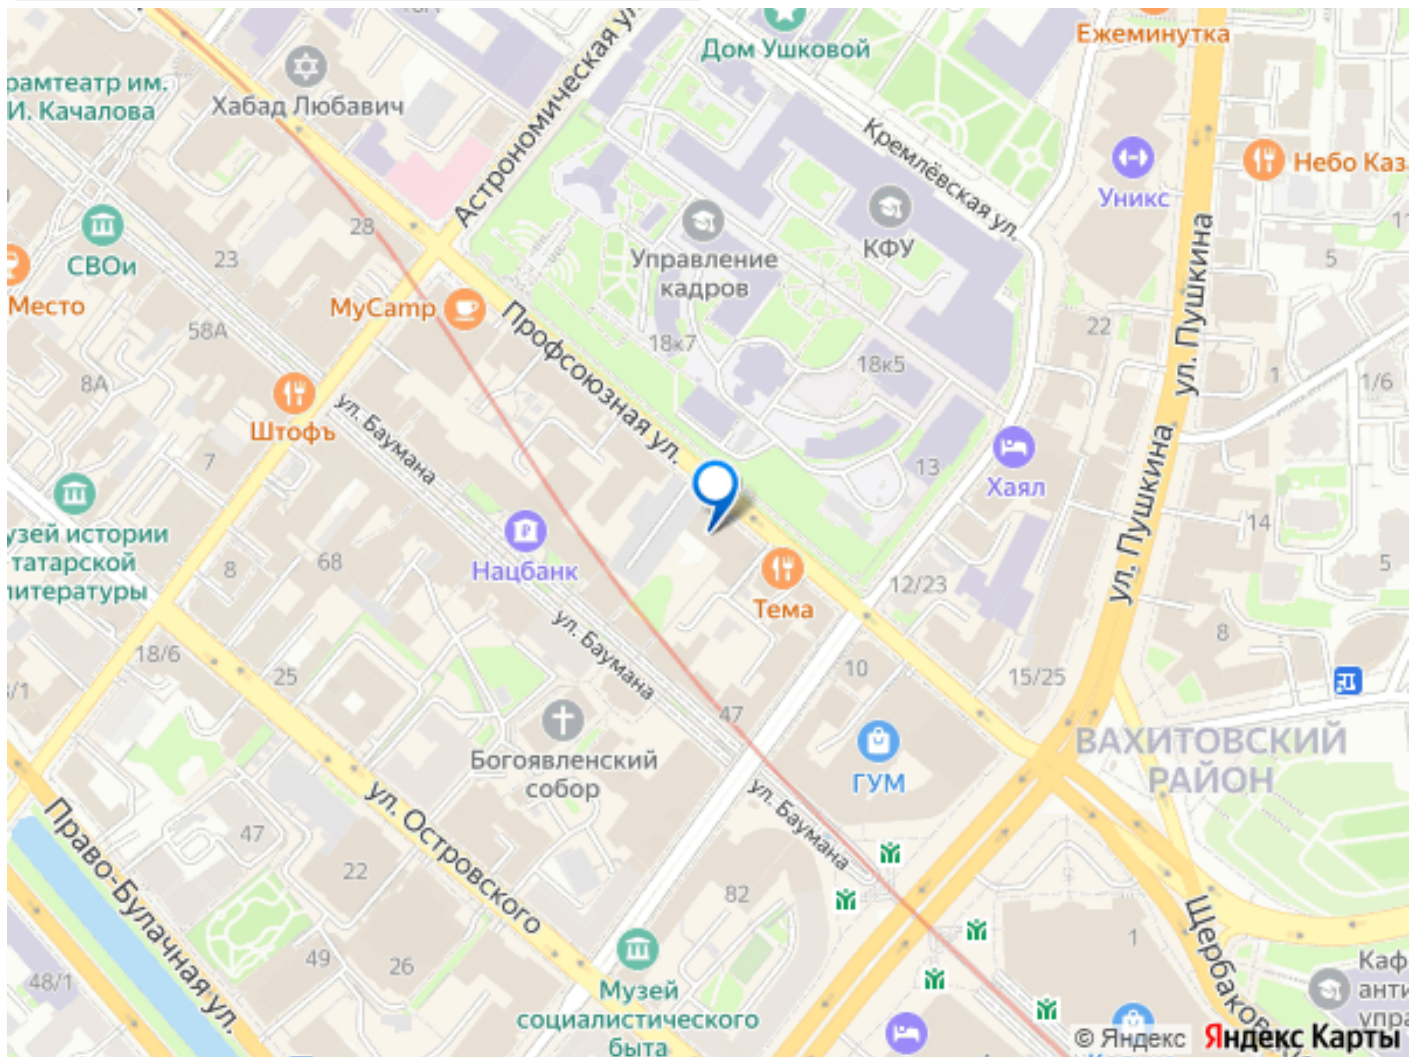 Ежеминутка
Дом Ушковой
рамтеатр им.
И. Качалова
Хабад Любавич
Астрономическая ул.
Кремлёвская ул.
Уникс
Небо Каз
ул. Пушкина
28
СВОи
23
Управление
кадров
КФУ
5
Место
MyCamp
58А
Профсоюзная ул.
18к7
18к5
22
1
1/6
8А
Штофъ
ул. Баумана
7
13
Хаял
ул. Пушкина
узей истории
татарской
литературы
8
68
Нацбанк
14
5
Тема
12/23
ул. Баумана
8
18/6
25
10
15/25
3/1
47
Богоявленский
собор
ГУМ
ВАХИТОВСКИЙ
РАЙОН
ул. Островского
ул. Баумана
Право-Булачная ул.
47
22
82
49
26
48/1
1
Щербаков
Музей
социалистического
быта
Каф
анти
упра
© Яндекс Яндекс Карты